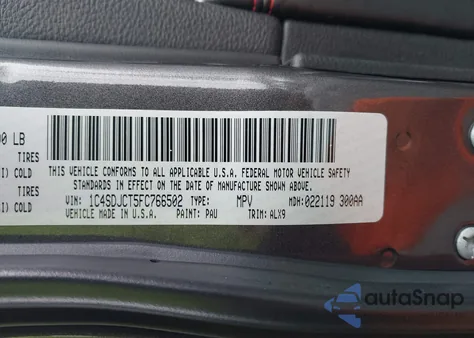 0 LB
TIRES
I) COLD
TIRES
I) COLD
THIS VEHICLE CONFORMS TO ALL APPLICABLE U.S.A. FEDERAL MOTOR VEHICLE SAFETY
STANDARDS IN EFFECT ON THE DATE OF MANUFACTURE SHOWN ABOVE.
VIN: 1C4SDJCT5FC766502 TYPE: MPV MDH: 022119 300AA
VEHICLE MADE IN U.S.A. PAINT: PAU TRIM: ALX9
autoSnap